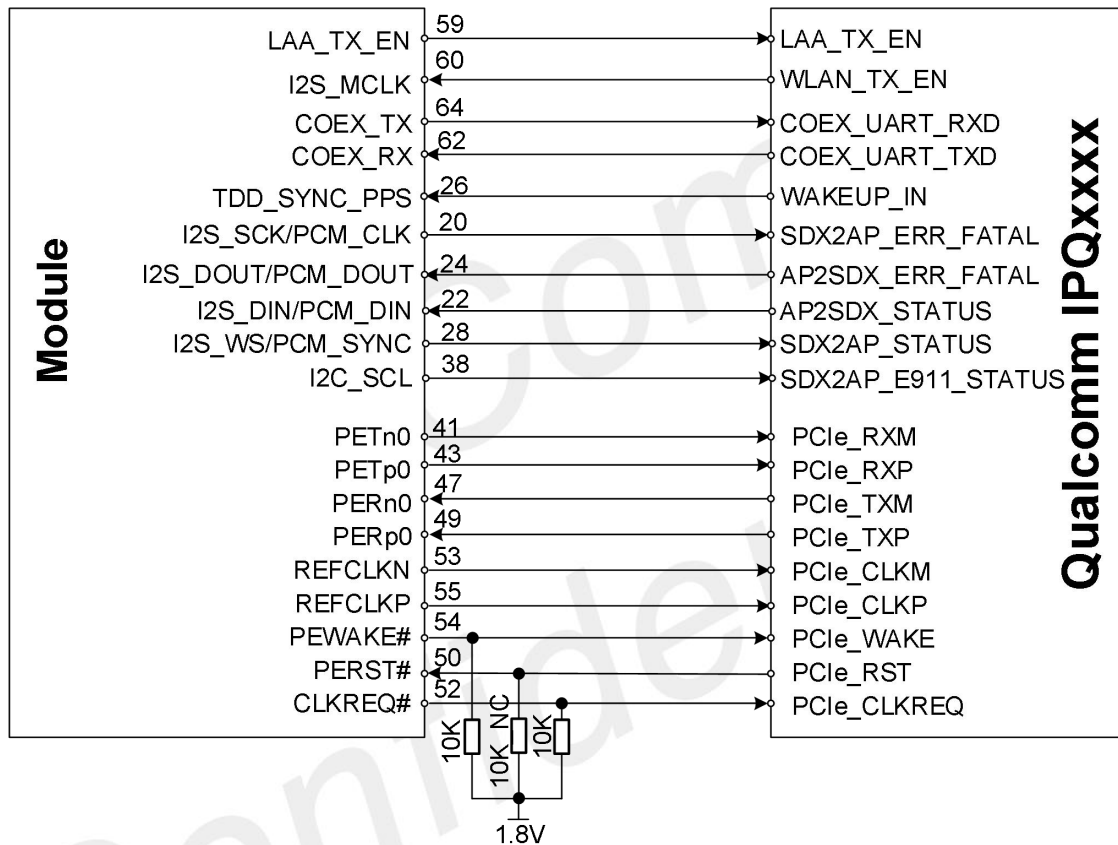 LAA_TX_EN 59 LAA_TX_EN
I2S_MCLK 60 WLAN_TX_EN
COEX_TX 64 COEX_UART_RXD
COEX_RX 62 COEX_UART_TXD
TDD_SYNC_PPS 26 WAKEUP_IN
I2S_SCK/PCM_CLK 20 SDX2AP_ERR_FATAL
I2S_DOUT/PCM_DOUT 24 AP2SDX_ERR_FATAL
I2S_DIN/PCM_DIN 22 AP2SDX_STATUS
I2S_WS/PCM_SYNC 28 SDX2AP_STATUS
I2C_SCL 38 SDX2AP_E911_STATUS
PETn0 41 PCIe_RXM
PETp0 43 PCIe_RXP
PERn0 47 PCIe_TXM
PERp0 49 PCIe_TXP
REFCLKN 53 PCIe_CLKM
REFCLKP 55 PCIe_CLKP
PEWAKE# 54 PCIe_WAKE
PERST# 50 PCIe_RST
CLKREQ# 52 PCIe_CLKREQ
Module
Qualcomm IPQxxxx
10K
10K_NC
10K
1.8V